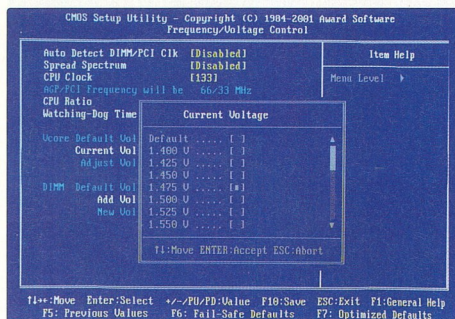 CMOS Setup Utility - Copyright (C) 1984-2001 Award Software
Frequency/Voltage Control
Auto Detect DIMM/PCI Clk [Disabled]
Spread Spectrum [Disabled]
CPU Clock [133]
AGP/PCI Frequency will be 66/33 MHz
CPU Ratio
Watching-Dog Time
Vcore Default Vol
Current Vol
Adjust Vol
DIMM Default Vol
Add Vol
New Vol
Current Voltage
Default ..... [ ]
1.400 V ..... [ ]
1.425 V ..... [ ]
1.450 V ..... [ ]
1.475 V ..... [■]
1.500 V ..... [ ]
1.525 V ..... [ ]
1.550 V ..... [ ]
↑↓:Move ENTER:Accept ESC:Abort
Item Help
Menu Level ▸
↑↓→←:Move Enter:Select +/-/PU/PD:Value F10:Save ESC:Exit F1:General Help
F5: Previous Values F6: Fail-Safe Defaults F7: Optimized Defaults